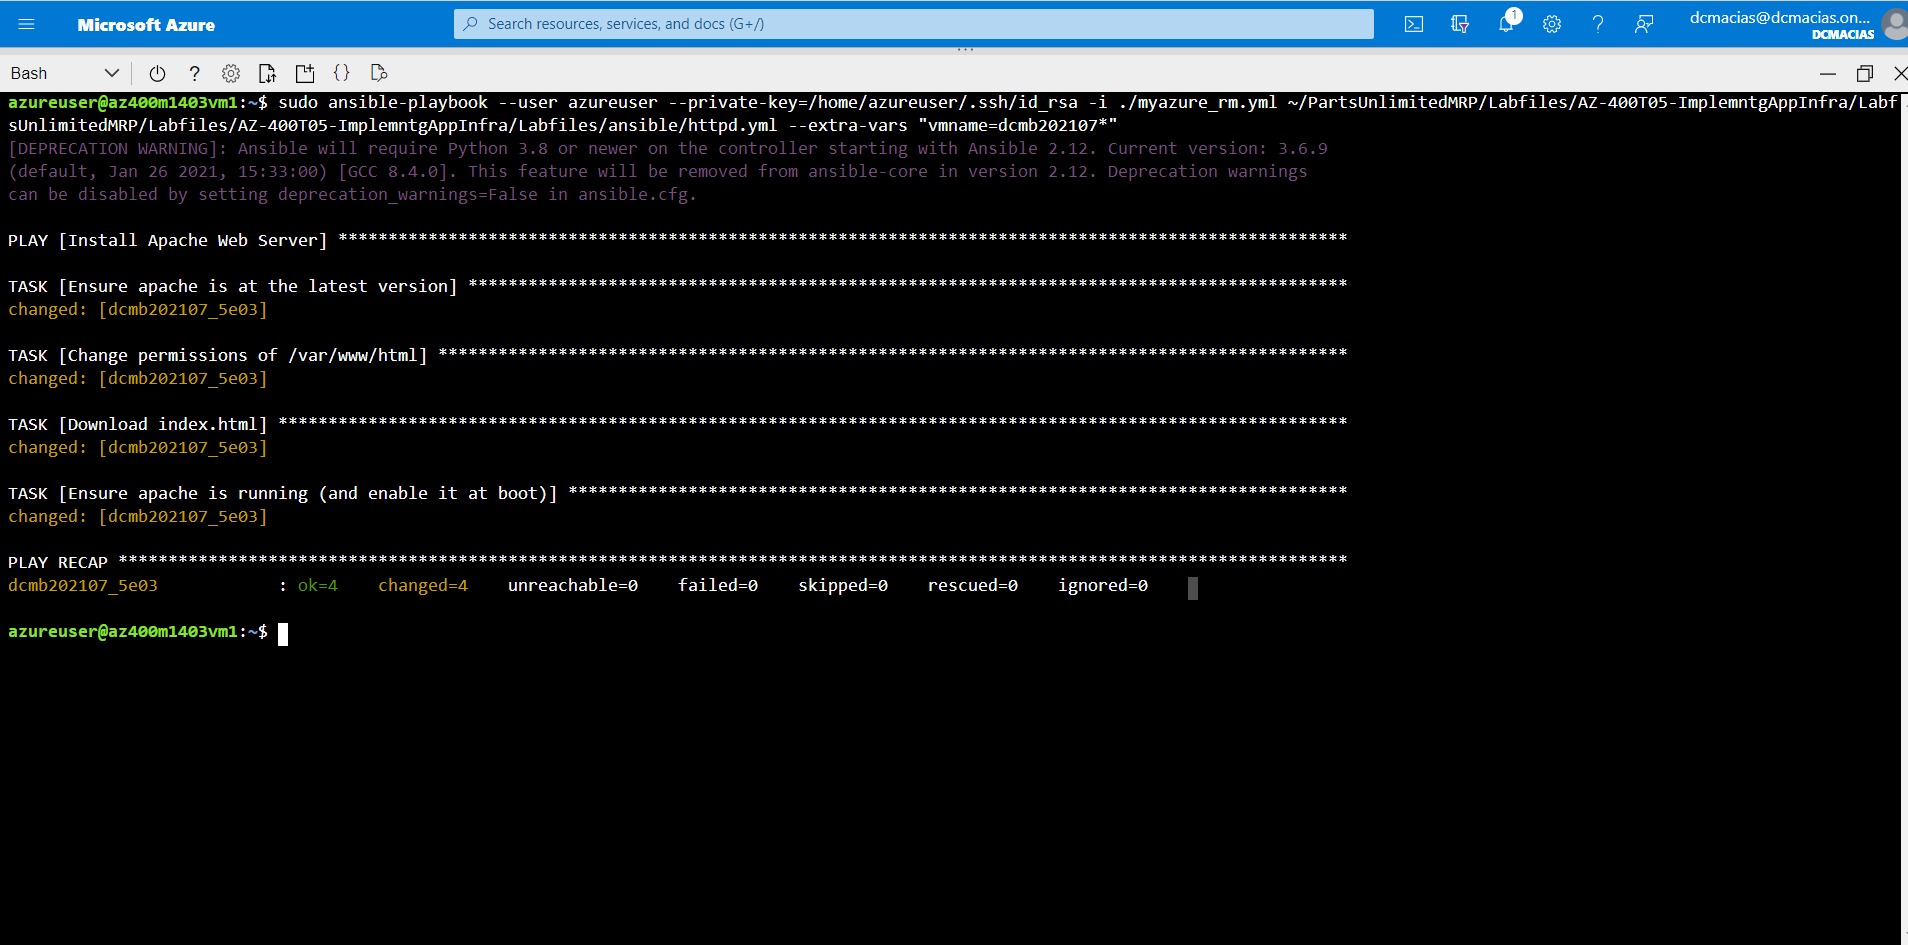 Microsoft Azure
Search resources, services, and docs (G+/)
1
dcmacias@dcmacias.on...
DCMACIAS
Bash
azureuser@az400m1403vm1:~$ sudo ansible-playbook --user azureuser --private-key=/home/azureuser/.ssh/id_rsa -i ./myazure_rm.yml ~/PartsUnlimitedMRP/Labfiles/AZ-400T05-ImplemntgAppInfra/Labf
sUnlimitedMRP/Labfiles/AZ-400T05-ImplemntgAppInfra/Labfiles/ansible/httpd.yml --extra-vars "vmname=dcmb202107*"
[DEPRECATION WARNING]: Ansible will require Python 3.8 or newer on the controller starting with Ansible 2.12. Current version: 3.6.9
(default, Jan 26 2021, 15:33:00) [GCC 8.4.0]. This feature will be removed from ansible-core in version 2.12. Deprecation warnings
can be disabled by setting deprecation_warnings=False in ansible.cfg.
PLAY [Install Apache Web Server] *****************************************************************************************************
TASK [Ensure apache is at the latest version] ****************************************************************************************
changed: [dcmb202107_5e03]
TASK [Change permissions of /var/www/html] *******************************************************************************************
changed: [dcmb202107_5e03]
TASK [Download index.html] ***********************************************************************************************************
changed: [dcmb202107_5e03]
TASK [Ensure apache is running (and enable it at boot)] ******************************************************************************
changed: [dcmb202107_5e03]
PLAY RECAP ***************************************************************************************************************************
dcmb202107_5e03            : ok=4    changed=4    unreachable=0    failed=0    skipped=0    rescued=0    ignored=0
azureuser@az400m1403vm1:~$